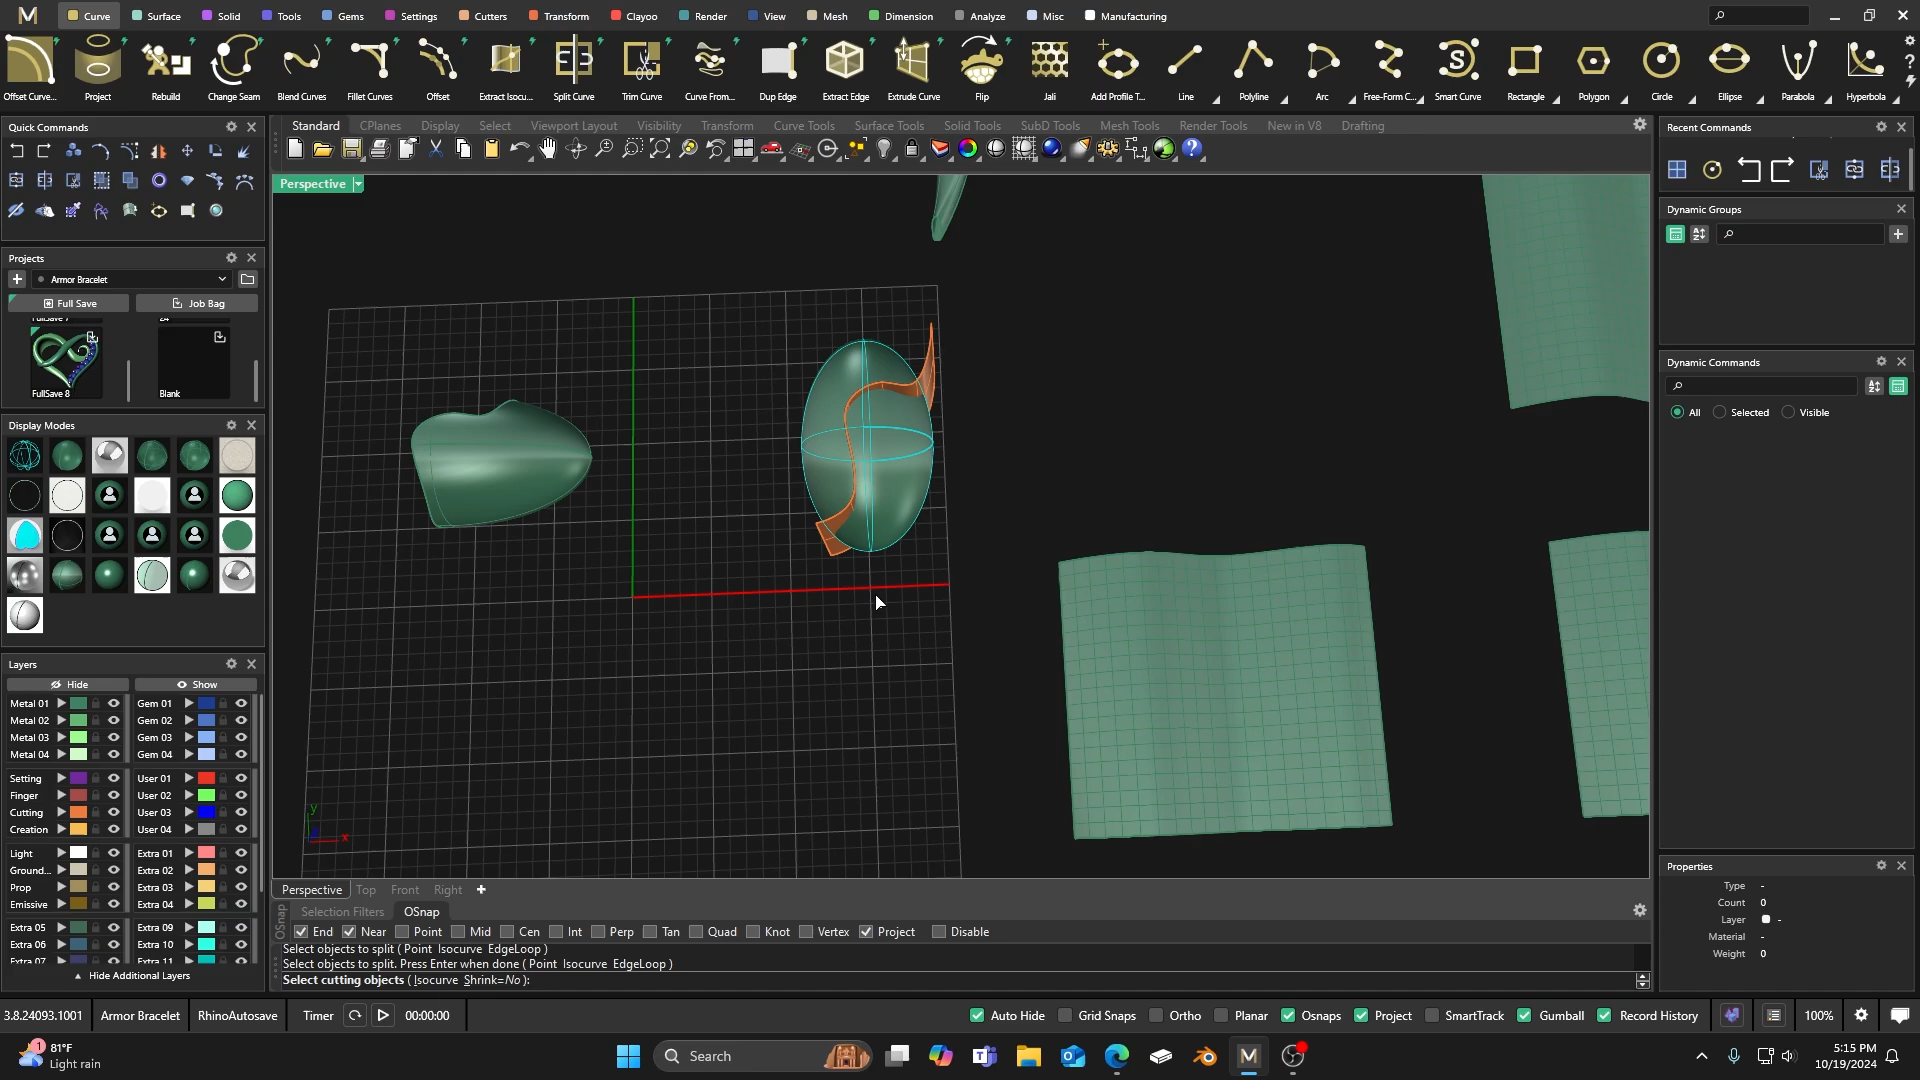 Curve
Surface
Solid
Tools
Gems
Settings
Cutters
Transform
Clayoo
Render
View
Mesh
Dimension
Analyze
Misc
Manufacturing
Offset Curve...
Project
Rebuild
Change Seam
Blend Curves
Fillet Curves
Offset
Extract Isocu...
Split Curve
Trim Curve
Curve From...
Dup Edge
Extract Edge
Extrude Curve
Flip
Jali
Add Profile T...
Line
Polyline
Arc
Free-Form C...
Smart Curve
Rectangle
Polygon
Circle
Ellipse
Parabola
Hyperbola
Quick Commands
Standard
CPlanes
Display
Select
Viewport Layout
Visibility
Transform
Curve Tools
Surface Tools
Solid Tools
SubD Tools
Mesh Tools
Render Tools
New in V8
Drafting
Recent Commands
Perspective
Dynamic Groups
Projects
Armor Bracelet
Full Save
Job Bag
FullSave 7
24
FullSave 8
Blank
Dynamic Commands
All
Selected
Visible
Display Modes
Layers
Hide
Show
Metal 01
Gem 01
Metal 02
Gem 02
Metal 03
Gem 03
Metal 04
Gem 04
Setting
User 01
Finger
User 02
Cutting
User 03
Creation
User 04
Light
Extra 01
Ground...
Extra 02
Prop
Extra 03
Emissive
Extra 04
Extra 05
Extra 09
Extra 06
Extra 10
Extra 07
Extra 11
Hide Additional Layers
y
x
Perspective
Top
Front
Right
OSnap
Selection Filters
OSnap
End
Near
Point
Mid
Cen
Int
Perp
Tan
Quad
Knot
Vertex
Project
Disable
Select objects to split ( Point Isocurve EdgeLoop )
Select objects to split. Press Enter when done ( Point Isocurve EdgeLoop )
Select cutting objects ( Isocurve Shrink=No ):
Properties
Type -
Count 0
Layer -
Material -
Weight 0
3.8.24093.1001
Armor Bracelet
RhinoAutosave
Timer
00:00:00
Auto Hide
Grid Snaps
Ortho
Planar
Osnaps
Project
SmartTrack
Gumball
Record History
100%
1
81°F
Light rain
Search
5:15 PM
10/19/2024